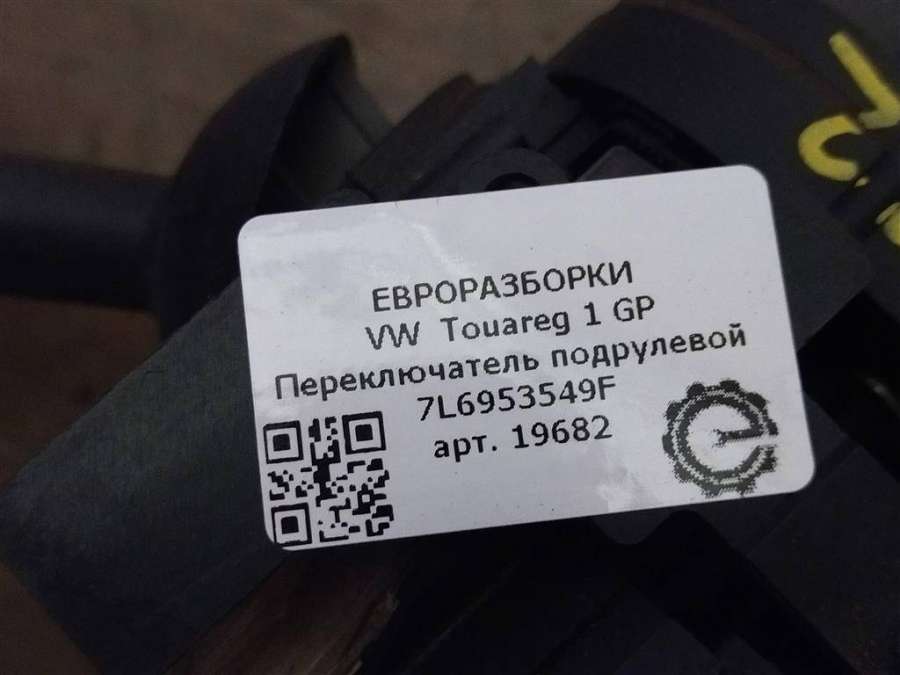 ЕВРОРАЗБОРКИ
VW Touareg 1 GP
Переключатель подрулевой
7L6953549F
арт. 19682